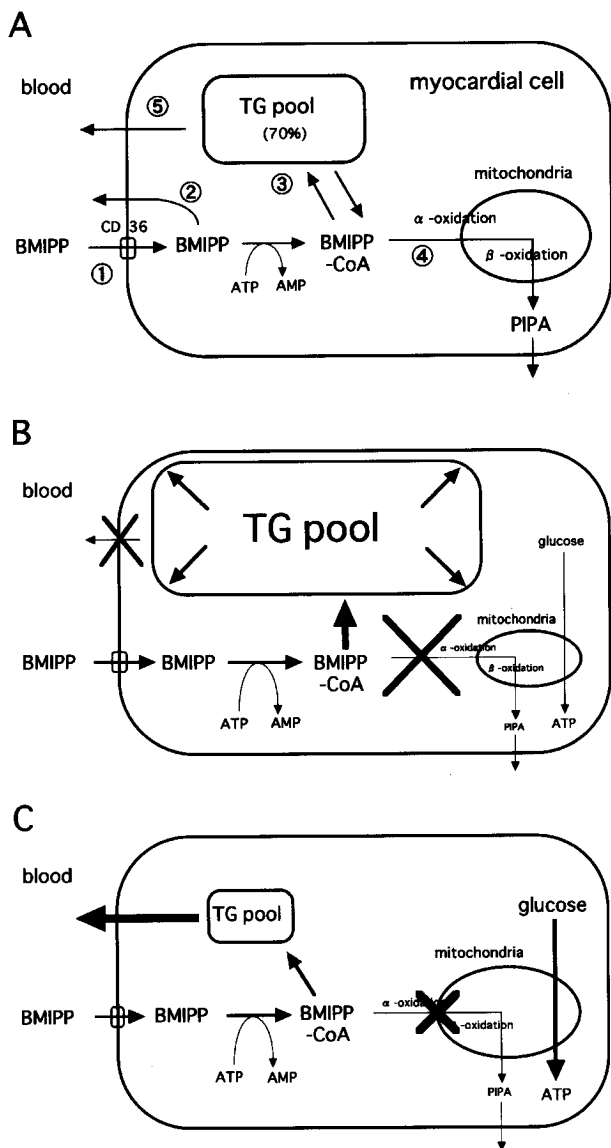 A
blood
⑤
TG pool
(70%)
myocardial cell
②
③
mitochondria
CD 36
α -oxidation
BMIPP
①
BMIPP
BMIPP
-CoA
④
β -oxidation
ATP
AMP
PIPA
B
blood
TG pool
glucose
mitochondria
α -oxidation
BMIPP
BMIPP
BMIPP
-CoA
β -oxidation
ATP
AMP
PIPA
ATP
C
blood
TG pool
glucose
mitochondria
α -oxidation
BMIPP
BMIPP
BMIPP
-CoA
-oxidation
ATP
AMP
PIPA
ATP